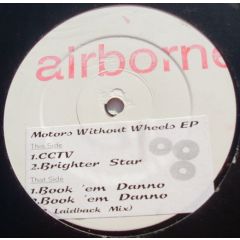 airborne
Motors Without Wheels EP
This Side
1.CCTV
2.Brighter Star
That Side
1.Book 'em Danno
2.Book 'em Danno
Laidback Mix)